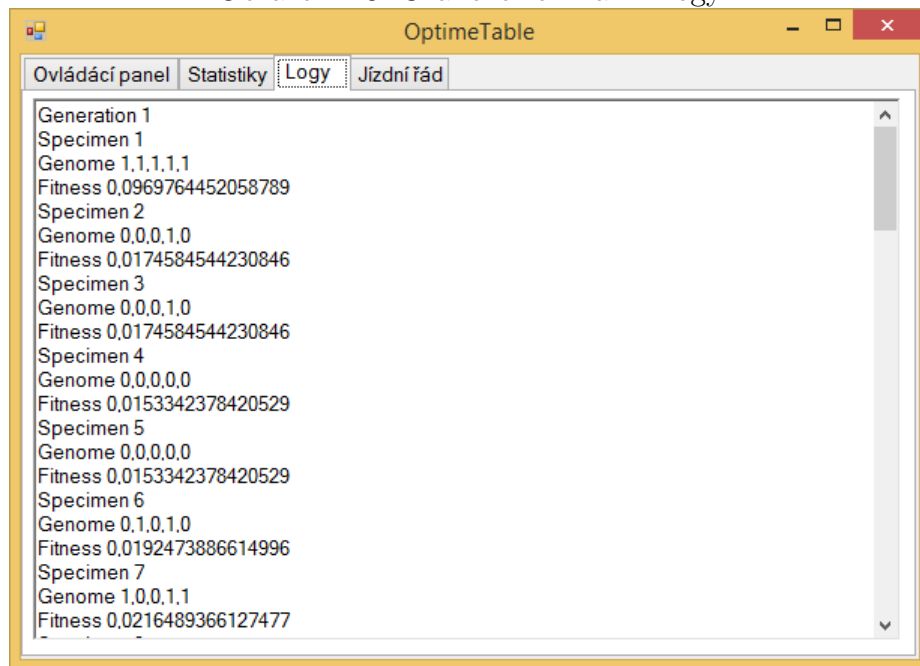 OptimeTable
Ovládácí panel Statistiky Logy Jízdní řád
Generation 1
Specimen 1
Genome 1,1,1,1,1
Fitness 0,0969764452058789
Specimen 2
Genome 0,0,0,1,0
Fitness 0,0174584544230846
Specimen 3
Genome 0,0,0,1,0
Fitness 0,0174584544230846
Specimen 4
Genome 0,0,0,0,0
Fitness 0,0153342378420529
Specimen 5
Genome 0,0,0,0,0
Fitness 0,0153342378420529
Specimen 6
Genome 0,1,0,1,0
Fitness 0,0192473886614996
Specimen 7
Genome 1,0,0,1,1
Fitness 0,0216489366127477